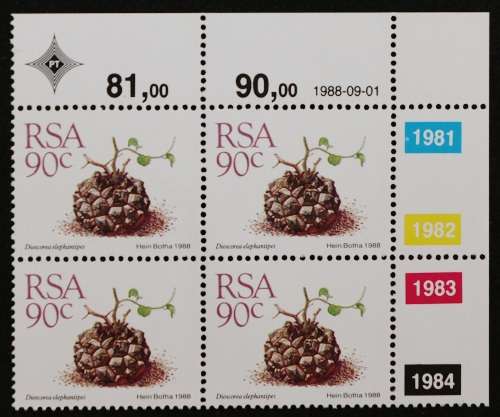 PT
81,00 90,00 1988-09-01
RSA RSA 1981
90c 90c
1982
Dioscorea elephantipes Hein Botha 1988 Dioscorea elephantipes Hein Botha 1988
RSA RSA 1983
90c 90c
1984
Dioscorea elephantipes Hein Botha 1988 Dioscorea elephantipes Hein Botha 1988